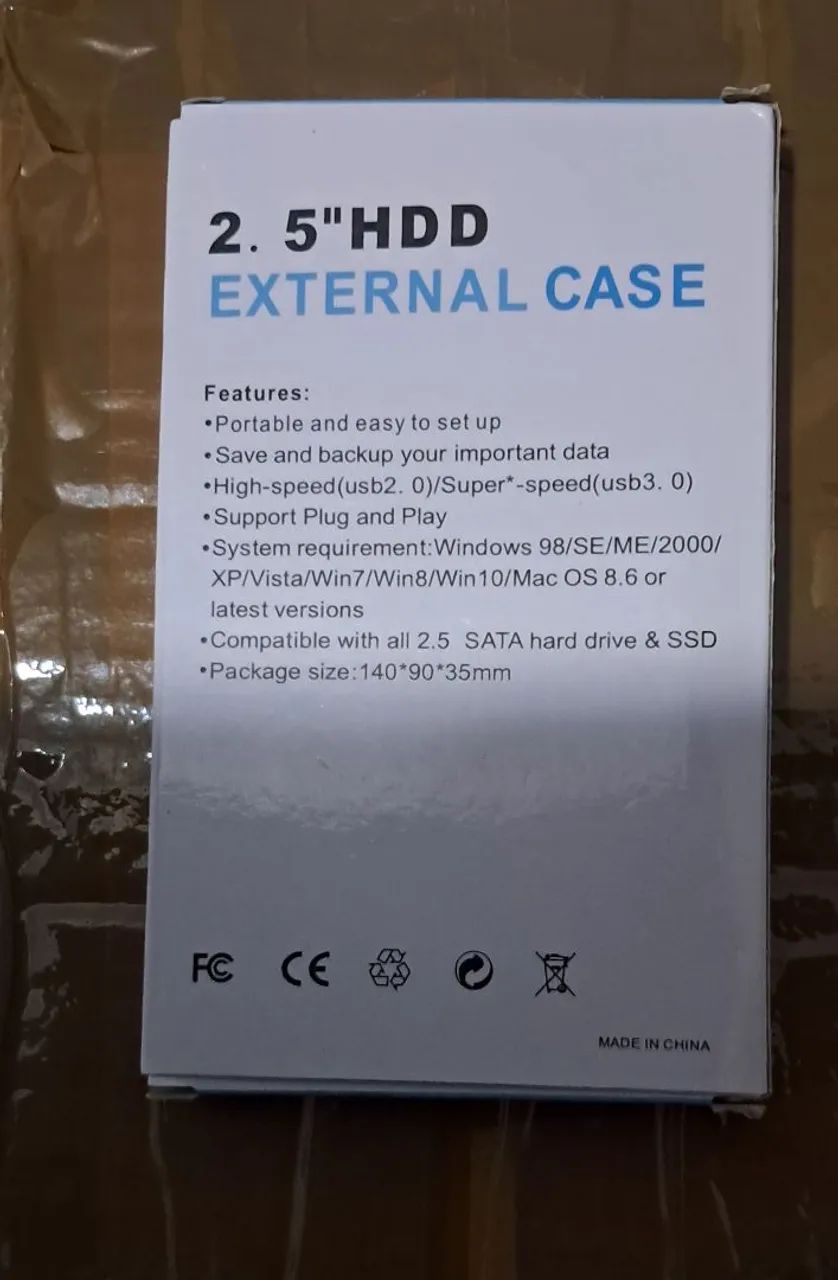 2. 5"HDD
EXTERNAL CASE
Features:
•Portable and easy to set up
•Save and backup your important data
•High-speed(usb2. 0)/Super*-speed(usb3. 0)
•Support Plug and Play
•System requirement:Windows 98/SE/ME/2000/
XP/Vista/Win7/Win8/Win10/Mac OS 8.6 or
latest versions
•Compatible with all 2.5 SATA hard drive & SSD
•Package size:140*90*35mm
FC CE
MADE IN CHINA